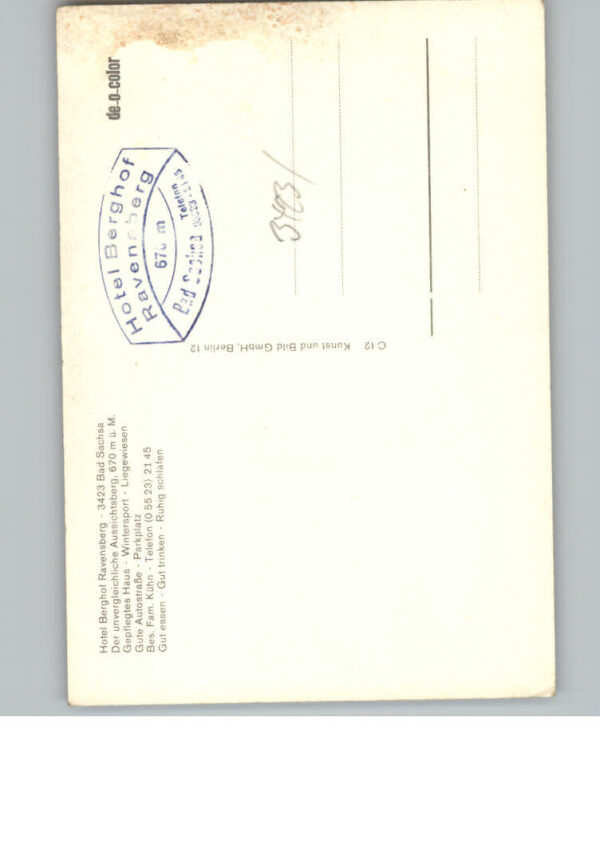 Hotel Berghof Ravensberg - 3423 Bad Sachsa
Der unvergleichliche Aussichtsberg, 670 m ü. M.
Gepflegtes Haus - Wintersport - Liegewiesen
Gute Autostraße - Parkplatz
Bes. Fam. Kühn - Telefon (0 55 23) 21 45
Gut essen - Gut trinken - Ruhig schlafen
de-o-color
Hotel Berghof
Ravensberg
670 m
Bad Sachsa
Telefon
C 12 Kunst und Bild GmbH, Berlin 12